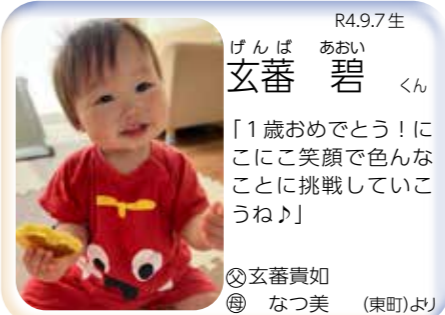 R4.9.7生
げんば あおい
玄蕃 碧 くん
「１歳おめでとう！に
こにこ笑顔で色んな
ことに挑戦していこ
うね♪」
㊛玄蕃貴如
㊊ なつ美 (東町)より